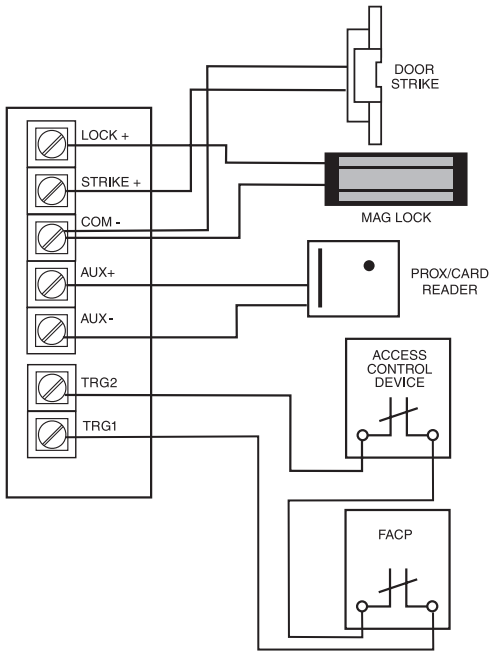 LOCK +
STRIKE +
COM -
AUX+
AUX-
TRG2
TRG1
DOOR
STRIKE
MAG LOCK
PROX/CARD
READER
ACCESS
CONTROL
DEVICE
FACP